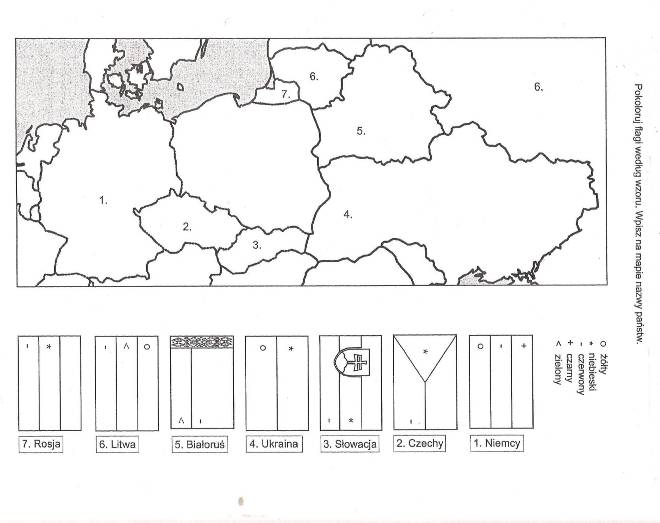 Pokoloruj flagi według wzoru. Wpisz na mapie nazwy państw.
6.
6.
7.
5.
1.
2.
3.
4.
o żółty
* niebieski
- czerwony
+ czarny
^ zielony
7. Rosja
6. Litwa
5. Białoruś
4. Ukraina
3. Słowacja
2. Czechy
1. Niemcy